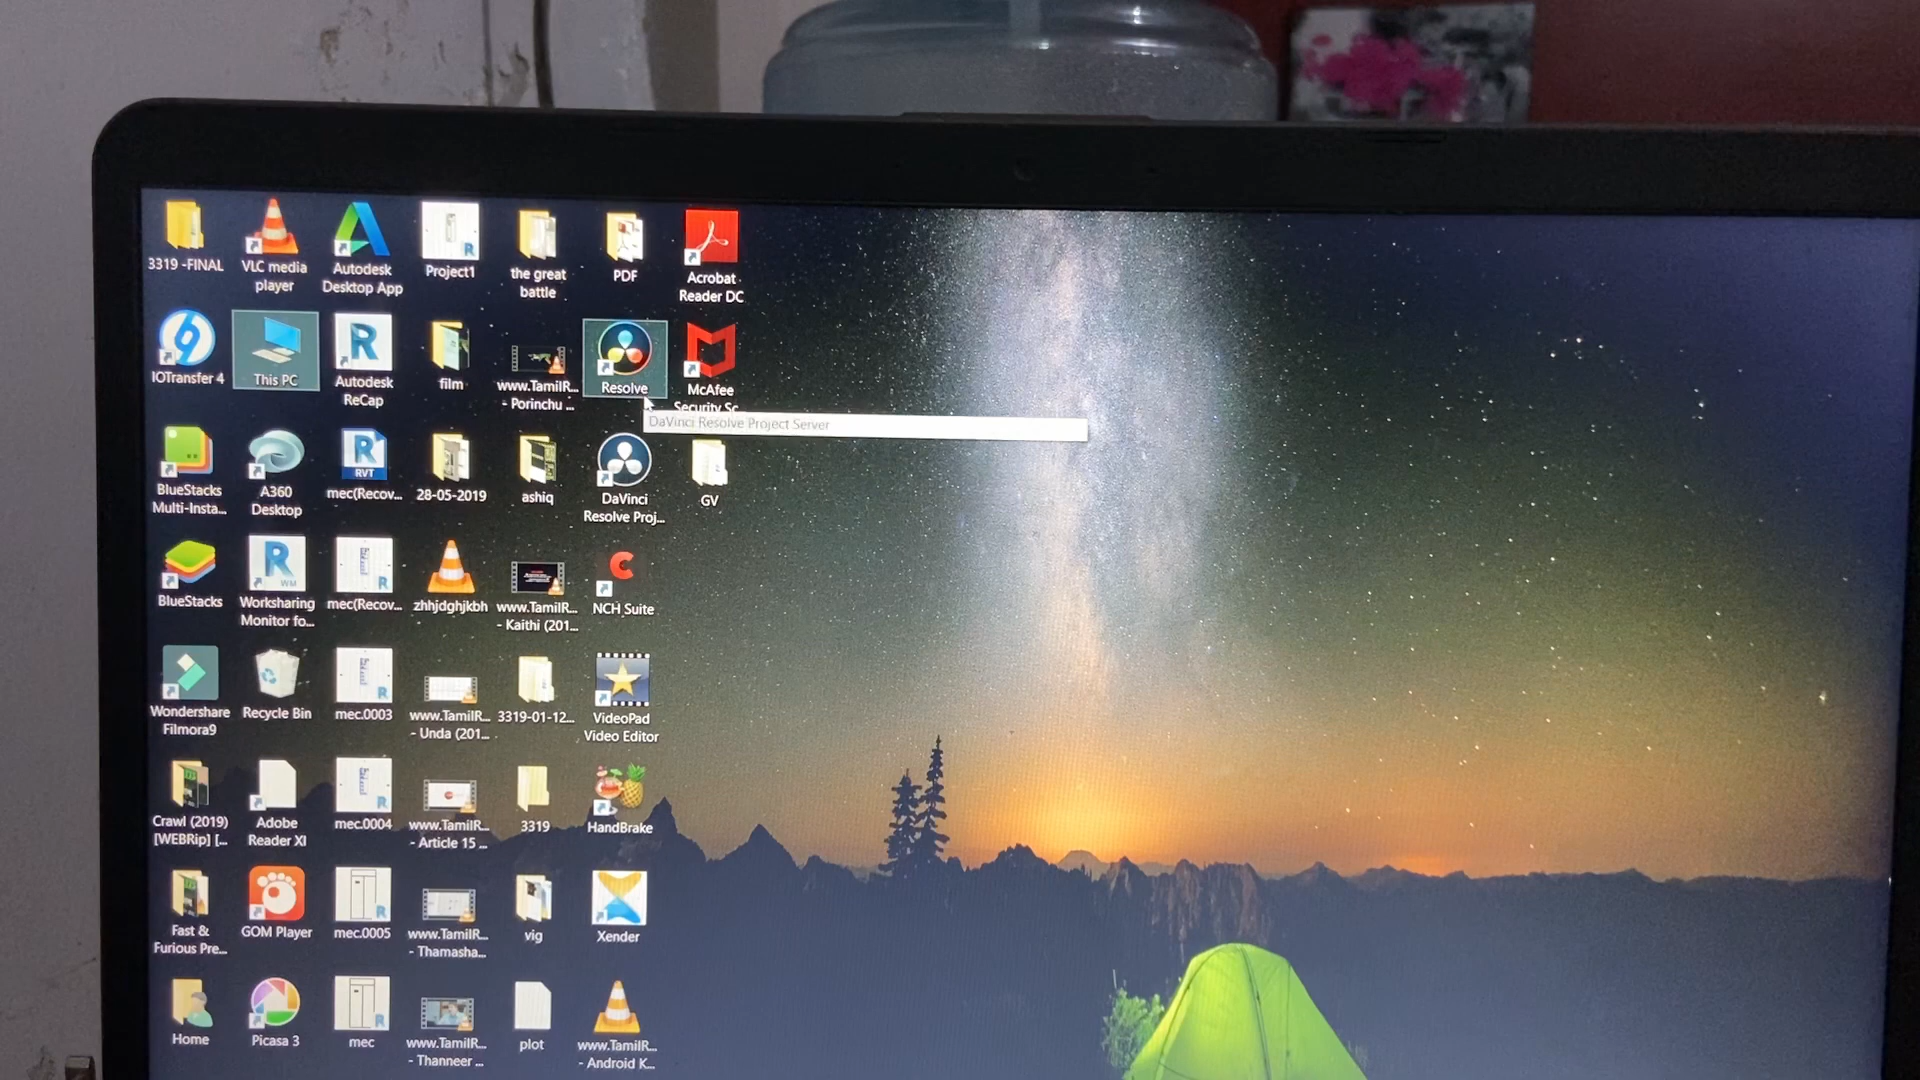 3319 -FINAL
VLC media
player
Autodesk
Desktop App
Project1
the great
battle
PDF
Acrobat
Reader DC
IOTransfer 4
This PC
Autodesk
ReCap
film
www.TamilR...
- Porinchu ...
Resolve
McAfee
Security Sc...
DaVinci Resolve Project Server
BlueStacks
Multi-Insta...
A360
Desktop
RVT
mec(Recov...
28-05-2019
ashiq
DaVinci
Resolve Proj...
GV
BlueStacks
WM
Worksharing
Monitor fo...
mec(Recov...
zhhjdghjkbh
www.TamilR...
- Kaithi (201...
NCH Suite
Wondershare
Filmora9
Recycle Bin
mec.0003
www.TamilR...
- Unda (201...
3319-01-12...
VideoPad
Video Editor
Crawl (2019)
[WEBRip] [...
Adobe
Reader XI
mec.0004
www.TamilR...
- Article 15 ...
3319
HandBrake
Fast &
Furious Pre...
GOM Player
mec.0005
www.TamilR...
- Thamasha...
vig
Xender
Home
Picasa 3
mec
www.TamilR...
- Thanneer ...
plot
www.TamilR...
- Android K...